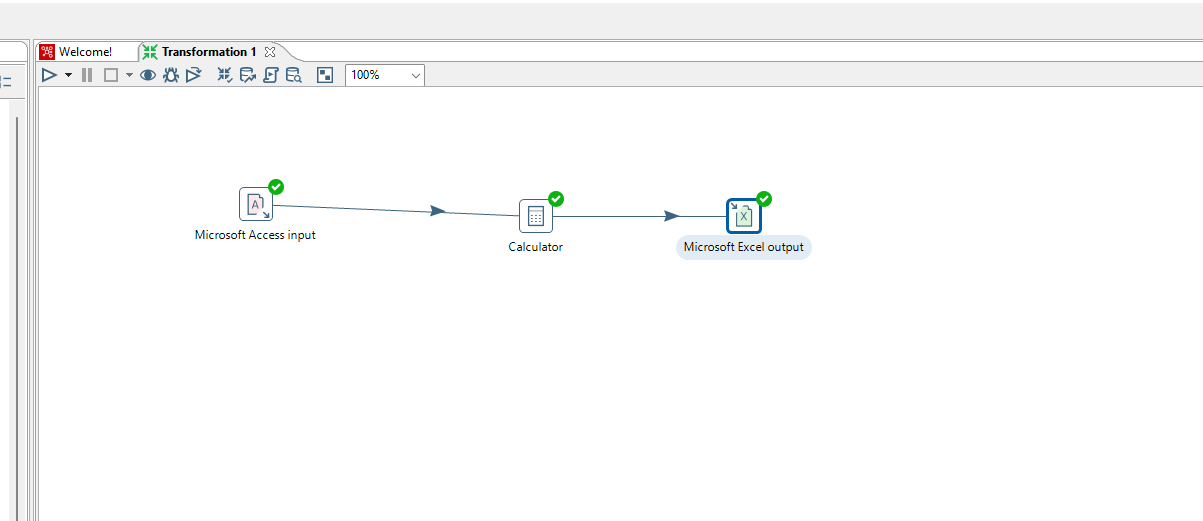 Welcome!
Transformation 1
100%
A
Microsoft Access input
Calculator
X
Microsoft Excel output